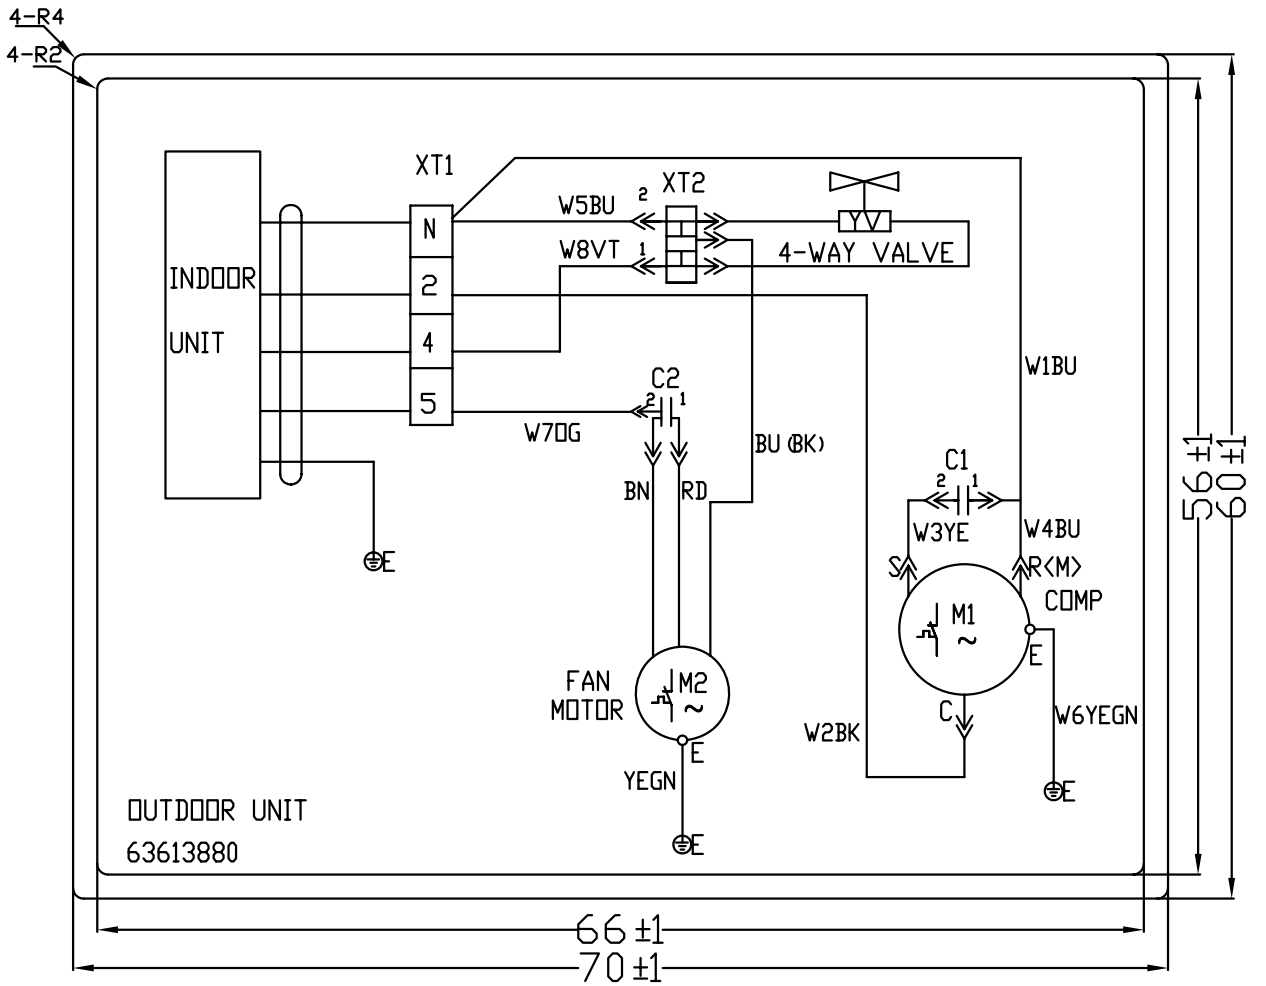 4-R4
4-R2
XT1
XT2
W5BU
2
N
W8VT
1
YV
4-WAY VALVE
INDOOR
UNIT
2
4
5
W1BU
C2
2
1
W7OG
BU(BK)
BN
RD
C1
2
1
W3YE
W4BU
S
R(M)
COMP
E
M1
~
E
FAN
MOTOR
M2
~
C
W2BK
W6YEGN
E
YEGN
E
E
OUTDOOR UNIT
63613880
56±1
60±1
66±1
70±1